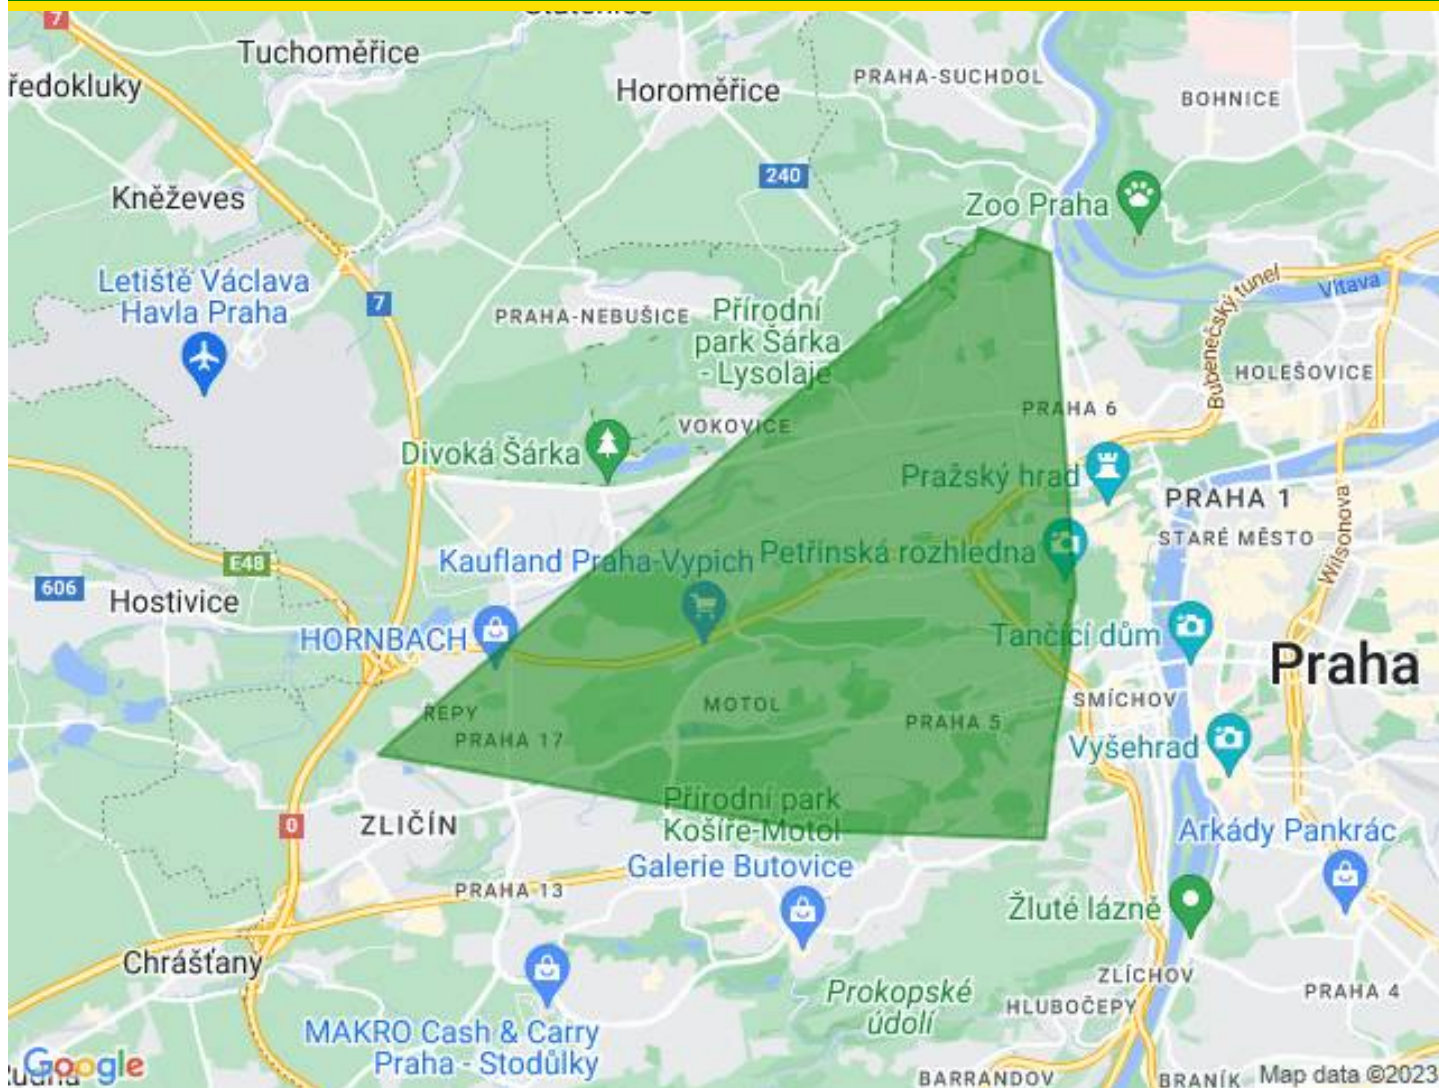 7
Tuchoměřice
ředokluky
Horoměřice
PRAHA-SUCHDOL
BOHNICE
240
Kněževes
Zoo Praha
Letiště Václava
Havla Praha
7
PRAHA-NEBUŠICE
Přírodní
park Šárka
- Lysolaje
Bubenečský tunel
Vltava
HOLEŠOVICE
PRAHA 6
VOKOVICE
Divoká Šárka
Pražský hrad
PRAHA 1
STARÉ MĚSTO
Wilsonova
E48
Kaufland Praha-Vypich
Petřínská rozhledna
606
Hostivice
HORNBACH
Tančící dům
Praha
ŘEPY
MOTOL
SMÍCHOV
PRAHA 17
PRAHA 5
Vyšehrad
Přírodní park
Košíře-Motol
0
ZLIČÍN
Arkády Pankrác
Galerie Butovice
PRAHA 13
Žluté lázně
Chrášťany
ZLÍCHOV
PRAHA 4
Prokopské
údolí
HLUBOČEPY
MAKRO Cash & Carry
Praha - Stodůlky
Google
BARRANDOV
BRANÍK
Map data ©2023